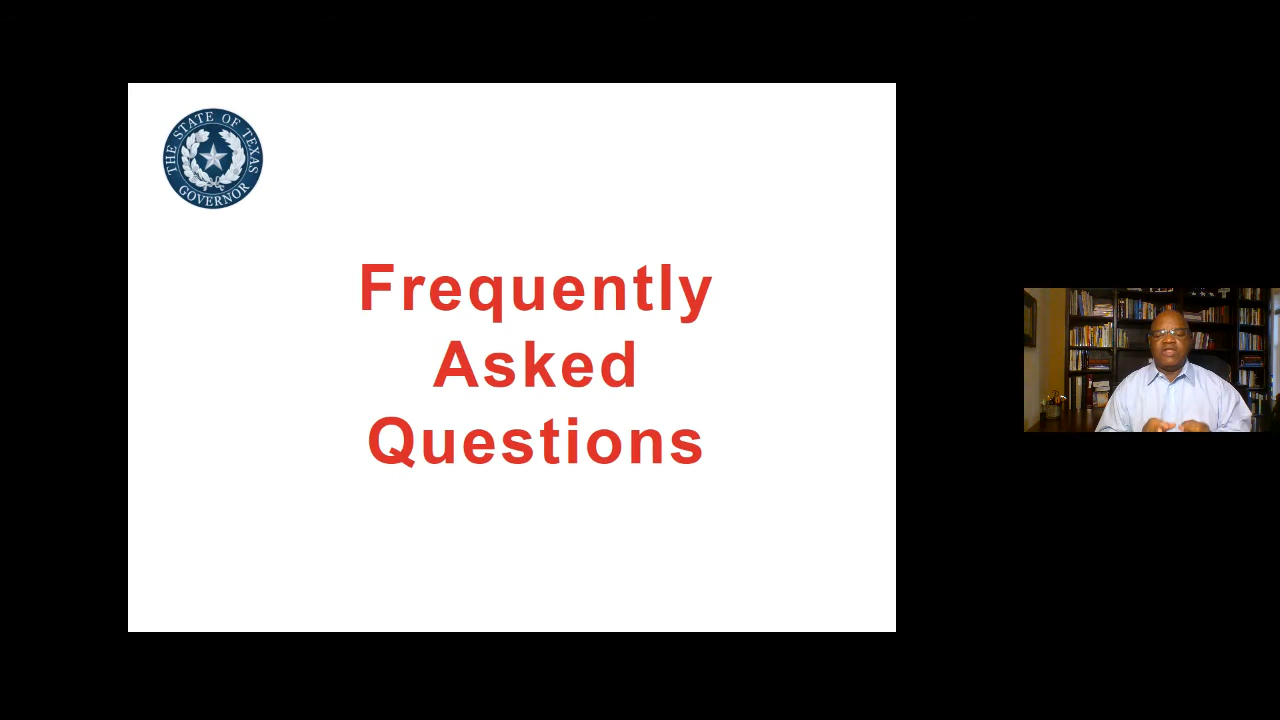 THE STATE OF TEXAS
GOVERNOR
Frequently
Asked
Questions